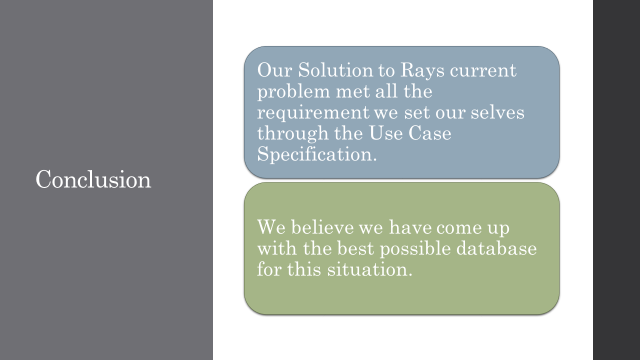 Conclusion
Our Solution to Rays current
problem met all the
requirement we set our selves
through the Use Case
Specification.
We believe we have come up
with the best possible database
for this situation.